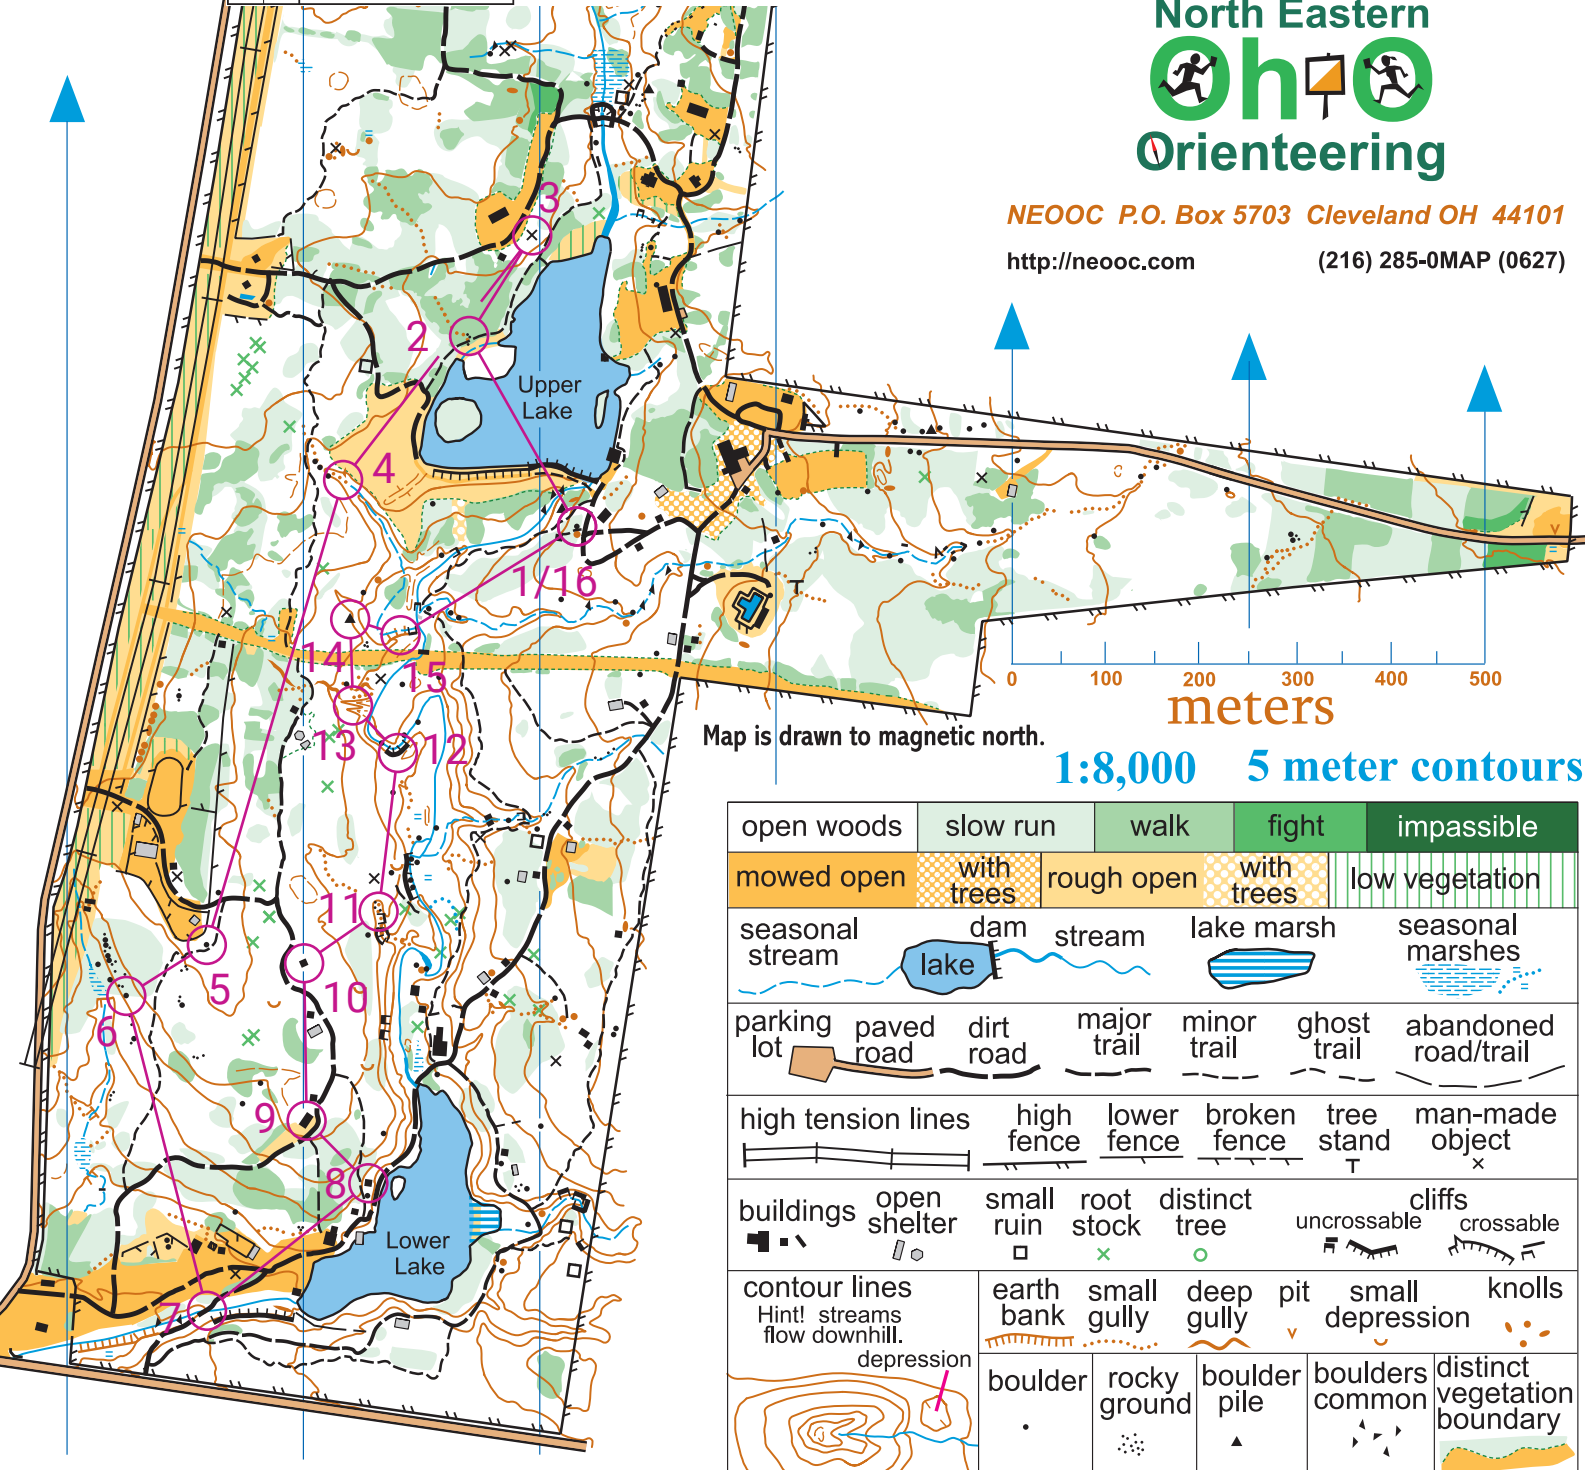 North Eastern
OhiO
Orienteering
NEOOC P.O. Box 5703 Cleveland OH 44101
http://neooc.com (216) 285-0MAP (0627)
3
2
Upper
Lake
4
1/16
14
15
13
12
11
5
10
6
9
8
Lower
Lake
7
0 100 200 300 400 500
meters
Map is drawn to magnetic north.
1:8,000 5 meter contours
open woods slow run walk fight impassible
mowed open with trees rough open with trees low vegetation
seasonal stream
lake
dam
stream
lake marsh
seasonal marshes
parking lot
paved road
dirt road
major trail
minor trail
ghost trail
abandoned road/trail
high tension lines
high fence
lower fence
broken fence
tree stand
man-made object
buildings
open shelter
small ruin
root stock
distinct tree
cliffs
uncrossable
crossable
contour lines
Hint! streams
flow downhill.
depression
earth bank
small gully
deep gully
pit
small depression
knolls
boulder
rocky ground
boulder pile
boulders common
distinct vegetation boundary